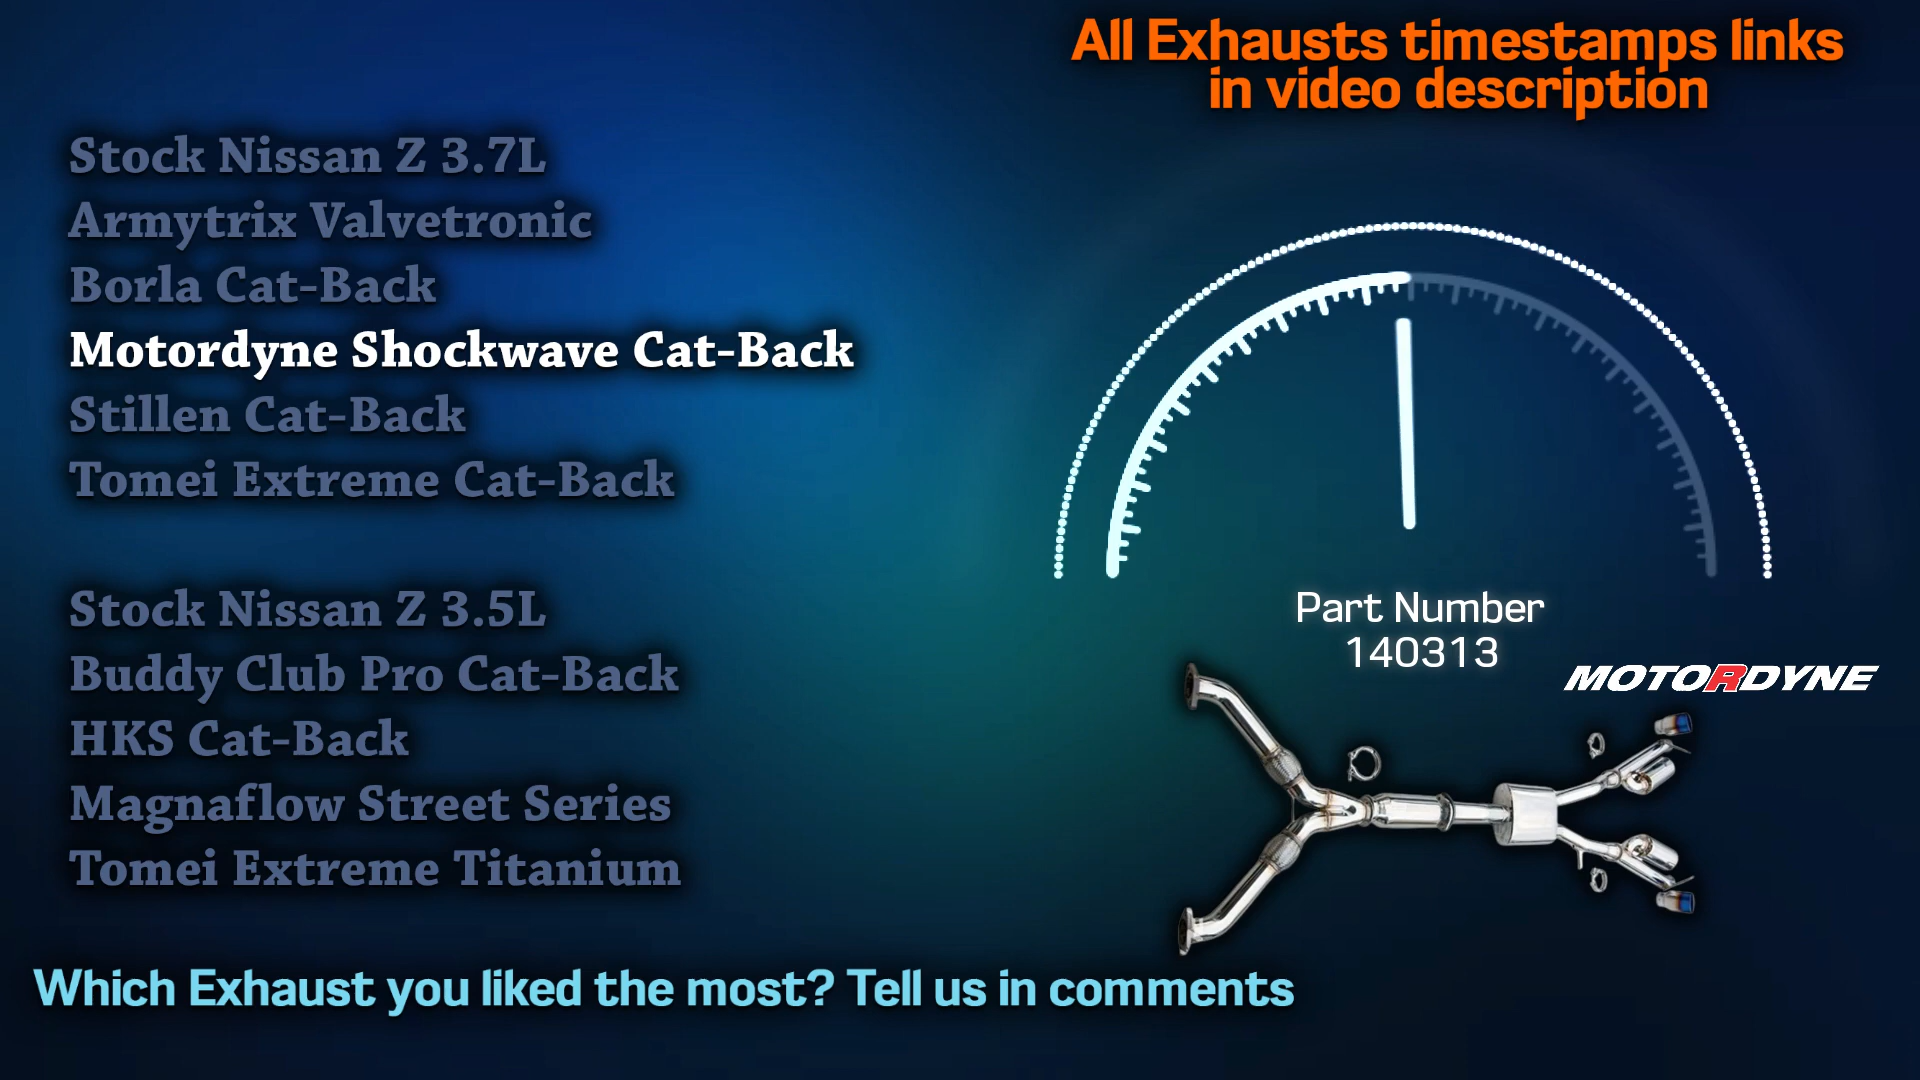 All Exhausts timestamps links
in video description
Stock Nissan Z 3.7L
Armytrix Valvetronic
Borla Cat-Back
Motordyne Shockwave Cat-Back
Stillen Cat-Back
Tomei Extreme Cat-Back
Stock Nissan Z 3.5L
Buddy Club Pro Cat-Back
HKS Cat-Back
Magnaflow Street Series
Tomei Extreme Titanium
Part Number
140313
MOTORDYNE
Which Exhaust you liked the most? Tell us in comments